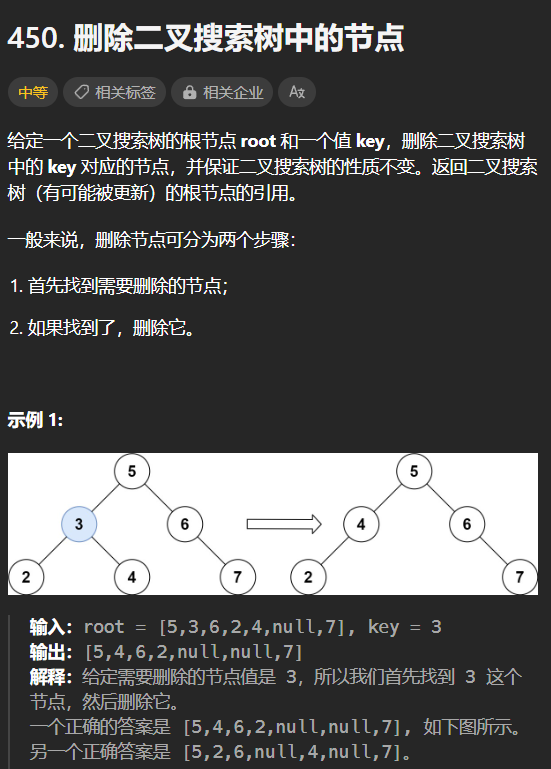 450. 删除二叉搜索树中的节点
中等 相关标签 相关企业 Aх
给定一个二叉搜索树的根节点 root 和一个值 key，删除二叉搜索树
中的 key 对应的节点，并保证二叉搜索树的性质不变。返回二叉搜索
树（有可能被更新）的根节点的引用。
一般来说，删除节点可分为两个步骤：
1. 首先找到需要删除的节点；
2. 如果找到了，删除它。
示例 1:
5 5
3 6 4 6
2 4 7 2 7
输入：root = [5,3,6,2,4,null,7], key = 3
输出：[5,4,6,2,null,null,7]
解释：给定需要删除的节点值是 3，所以我们首先找到 3 这个
节点，然后删除它。
一个正确的答案是 [5,4,6,2,null,null,7], 如下图所示。
另一个正确答案是 [5,2,6,null,4,null,7]。